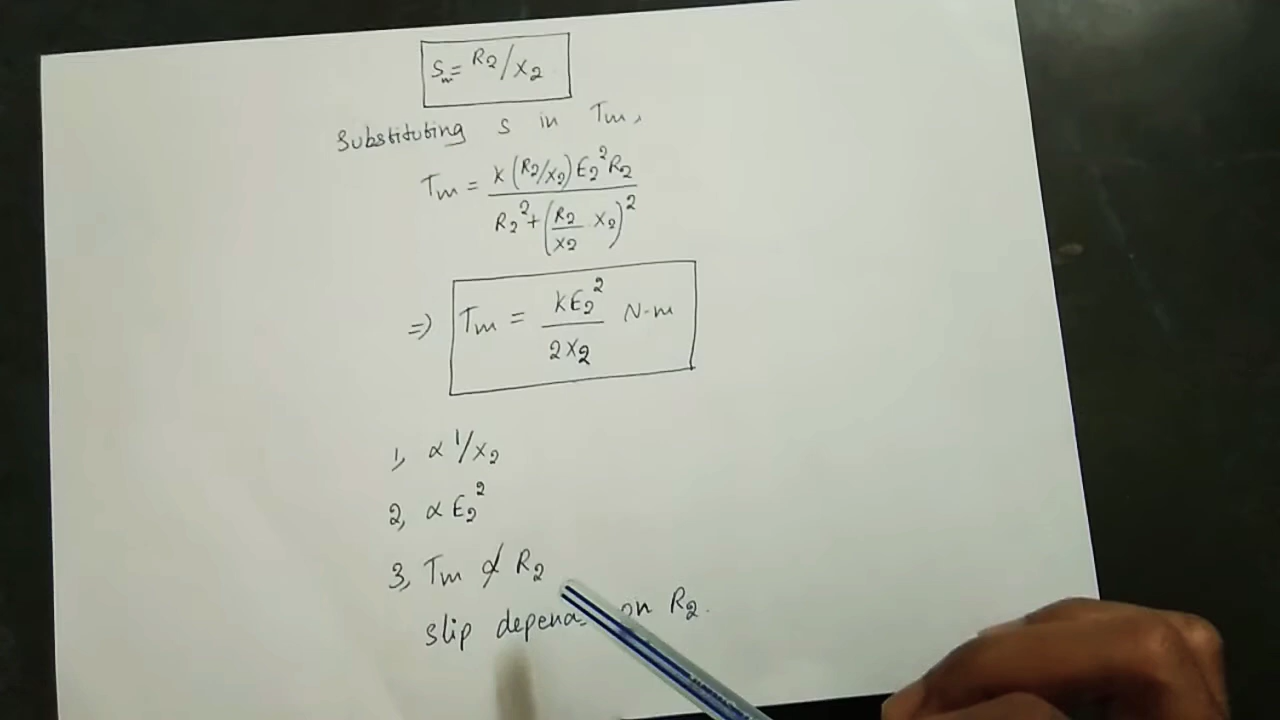 Sm = R2/X2
Substituting s in Tm,
Tm = K (R2/X2) E2² R2 / R2² + (R2/X2 X2)²
=) Tm = KE2² / 2X2 N-m
1, ∝ 1/X2
2, ∝ E2²
3, Tm ∝̸ R2
slip on R2.